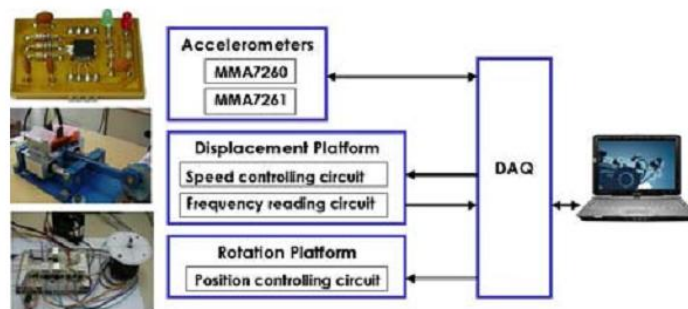 Accelerometers
MMA7260
MMA7261
Displacement Platform
Speed controlling circuit
Frequency reading circuit
Rotation Platform
Position controlling circuit
DAQ